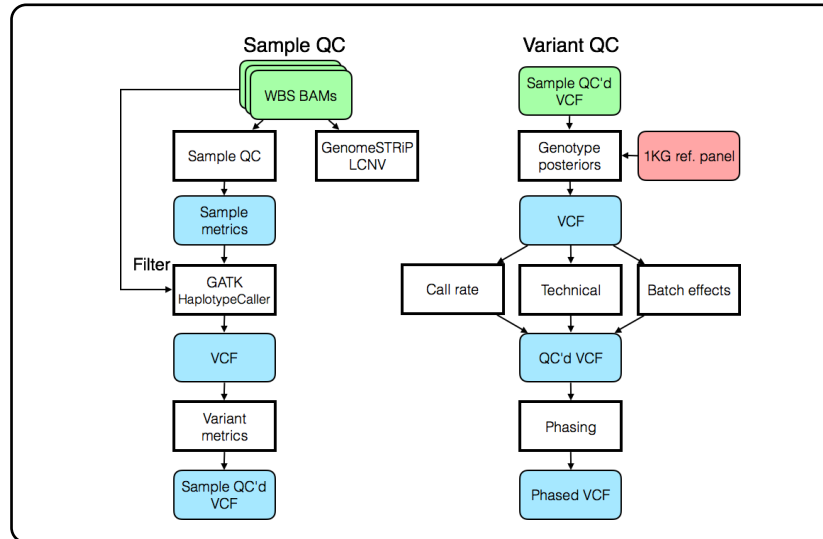 Sample QC
WBS BAMs
Sample QC
GenomeSTRiP
LCNV
Sample
metrics
Filter
GATK
HaplotypeCaller
VCF
Variant
metrics
Sample QC'd
VCF
Variant QC
Sample QC'd
VCF
Genotype
posteriors
1KG ref. panel
VCF
Call rate
Technical
Batch effects
QC'd VCF
Phasing
Phased VCF